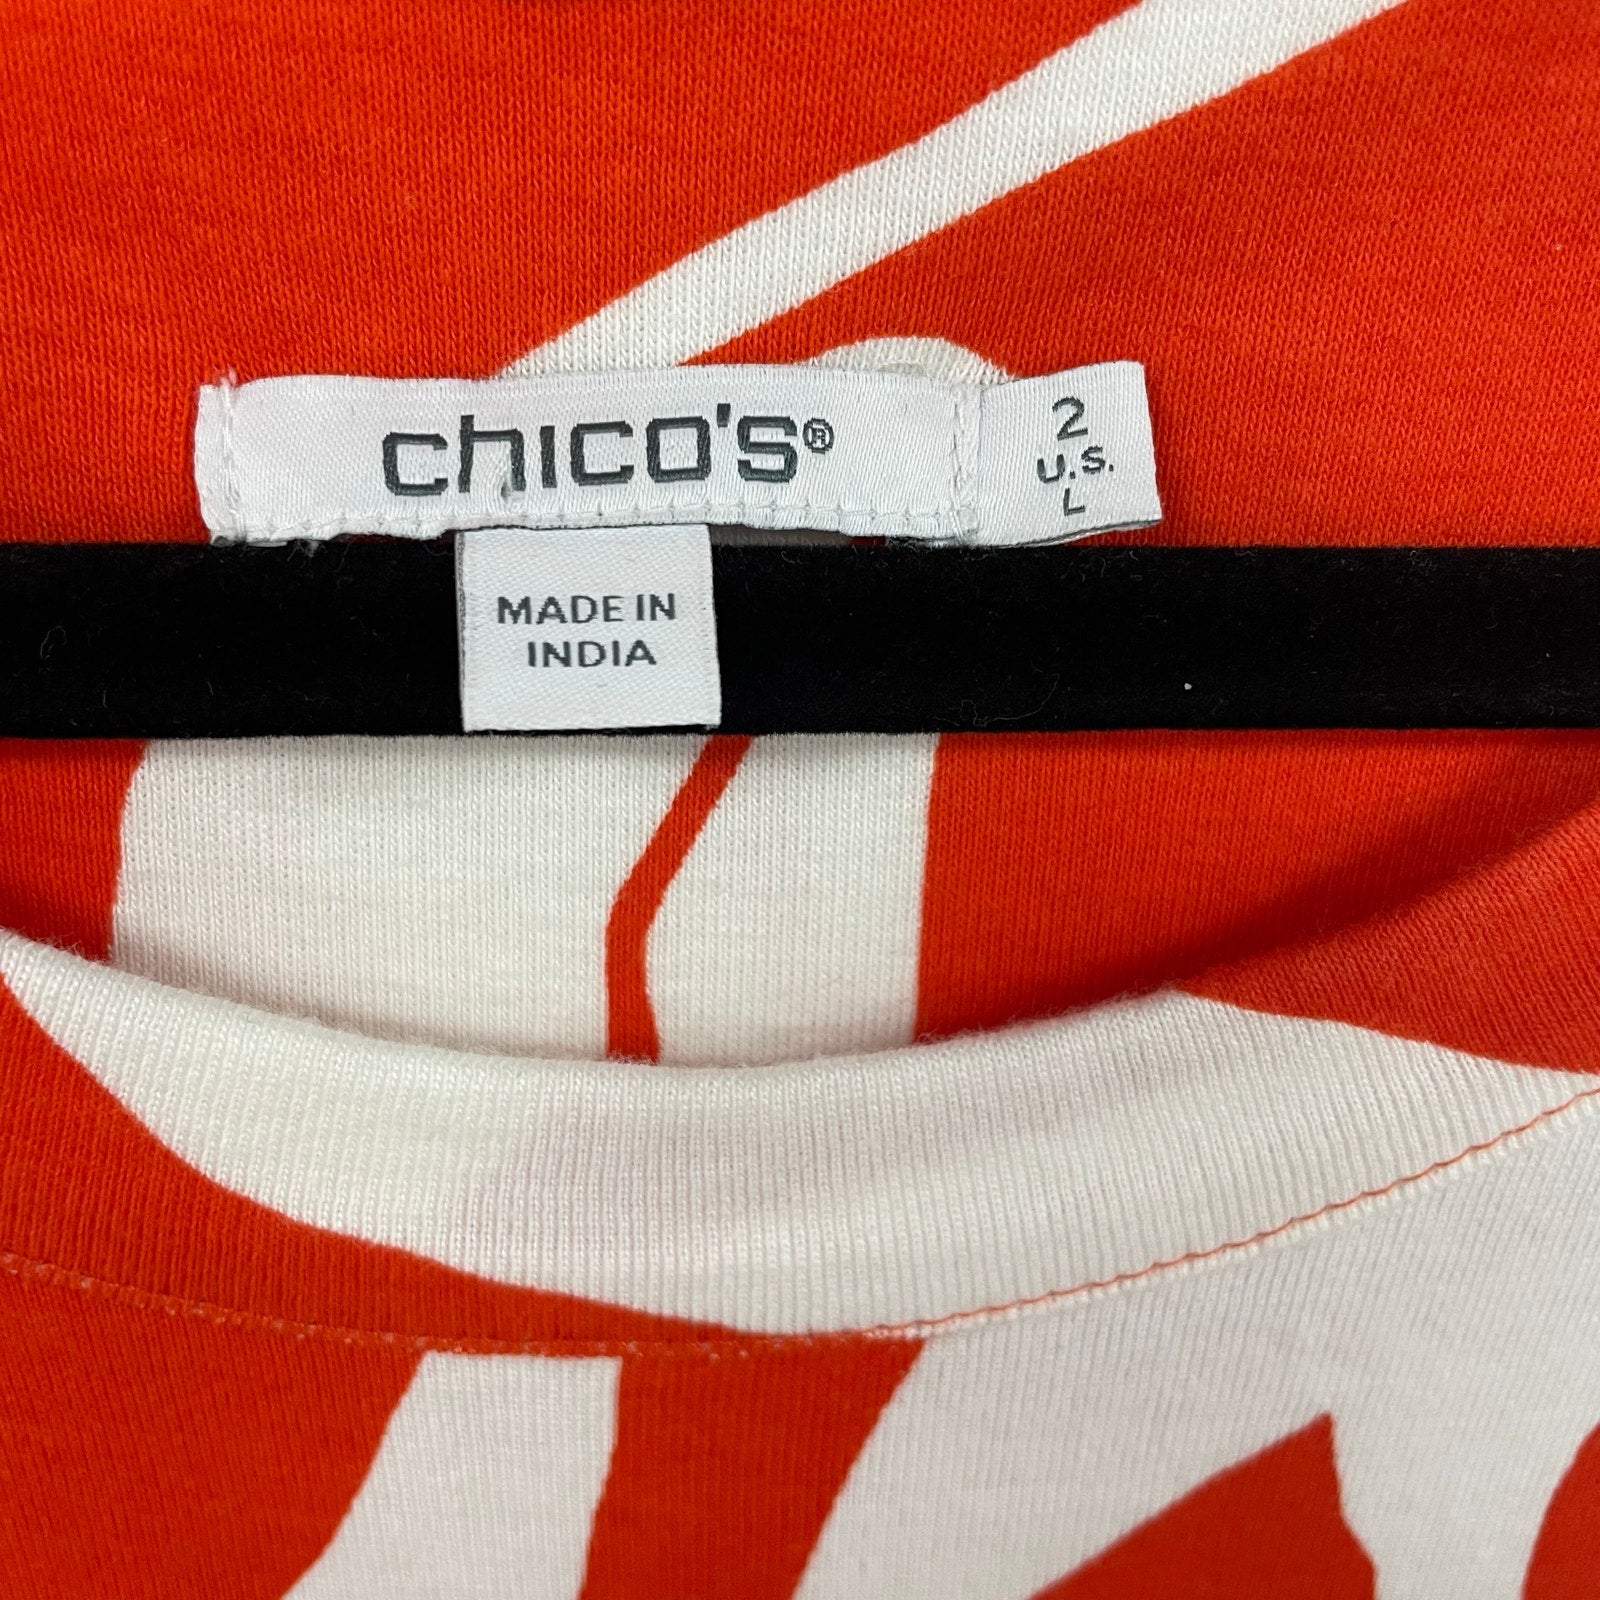 chico's®
2
U.S.
L
MADE IN
INDIA